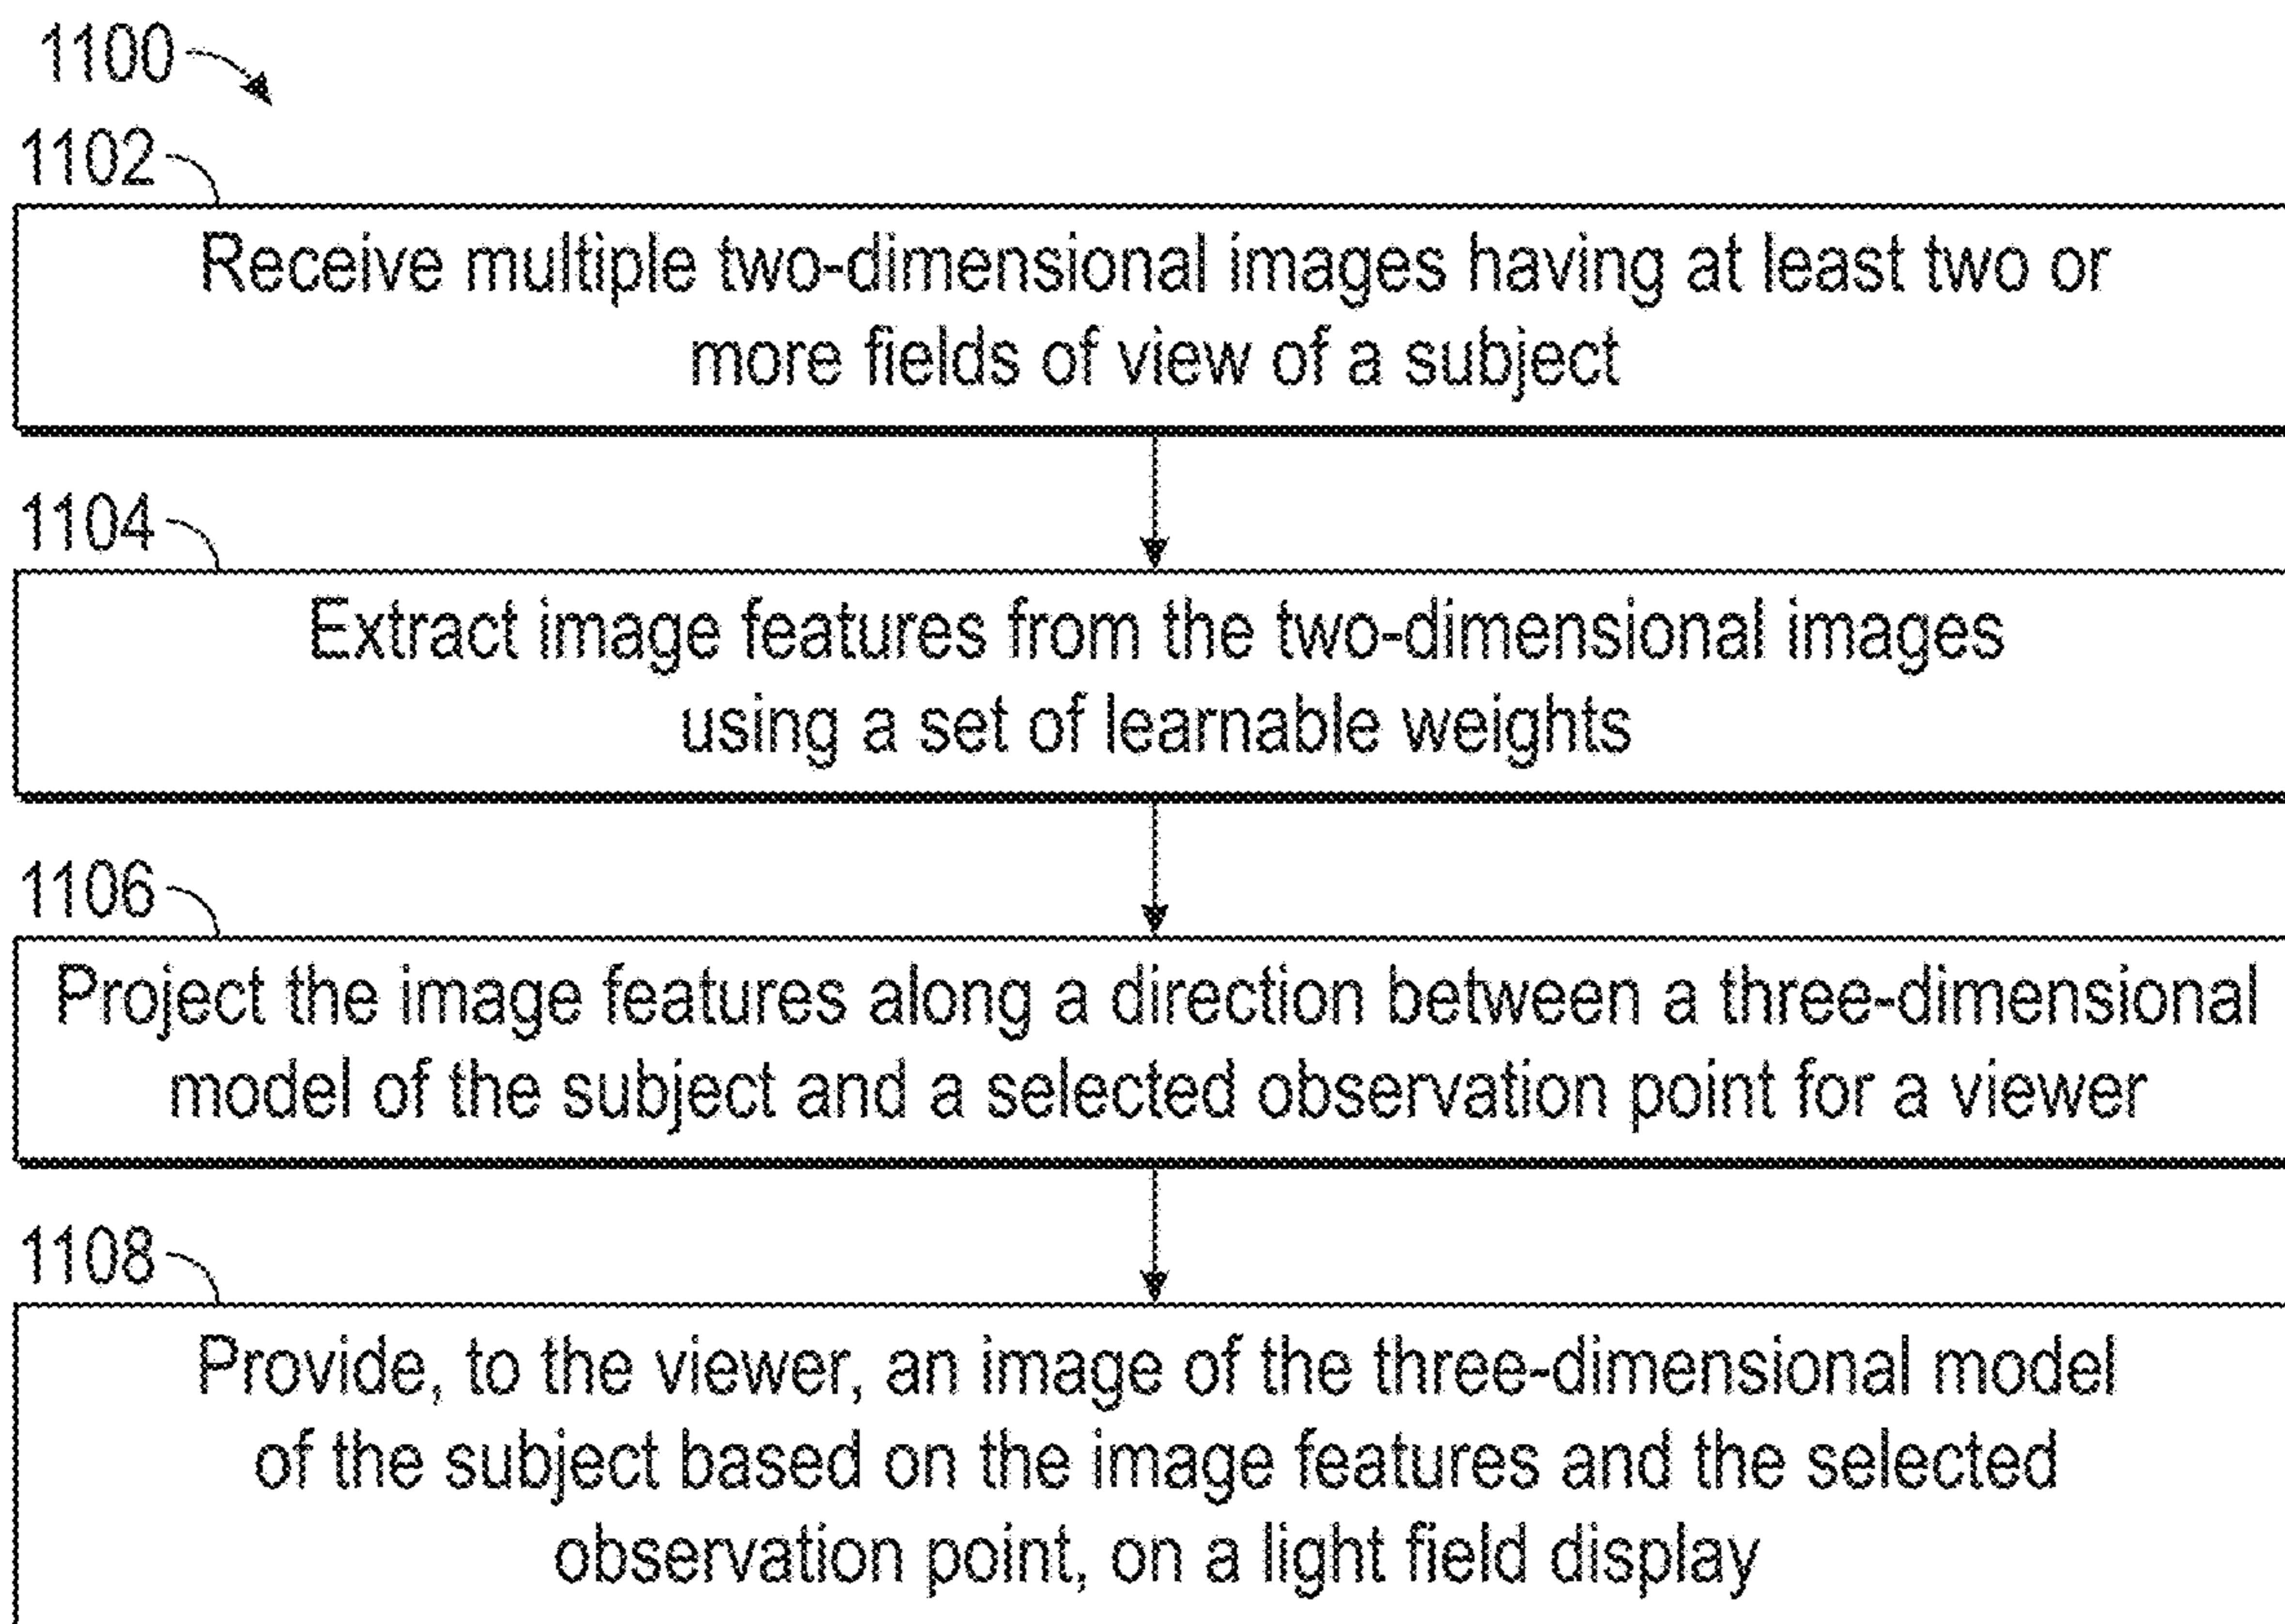 1100
1102
Receive multiple two-dimensional images having at least two or
more fields of view of a subject
1104
Extract image features from the two-dimensional images
using a set of learnable weights
1106
Project the image features along a direction between a three-dimensional
model of the subject and a selected observation point for a viewer
1108
Provide, to the viewer, an image of the three-dimensional model
of the subject based on the image features and the selected
observation point, on a light field display